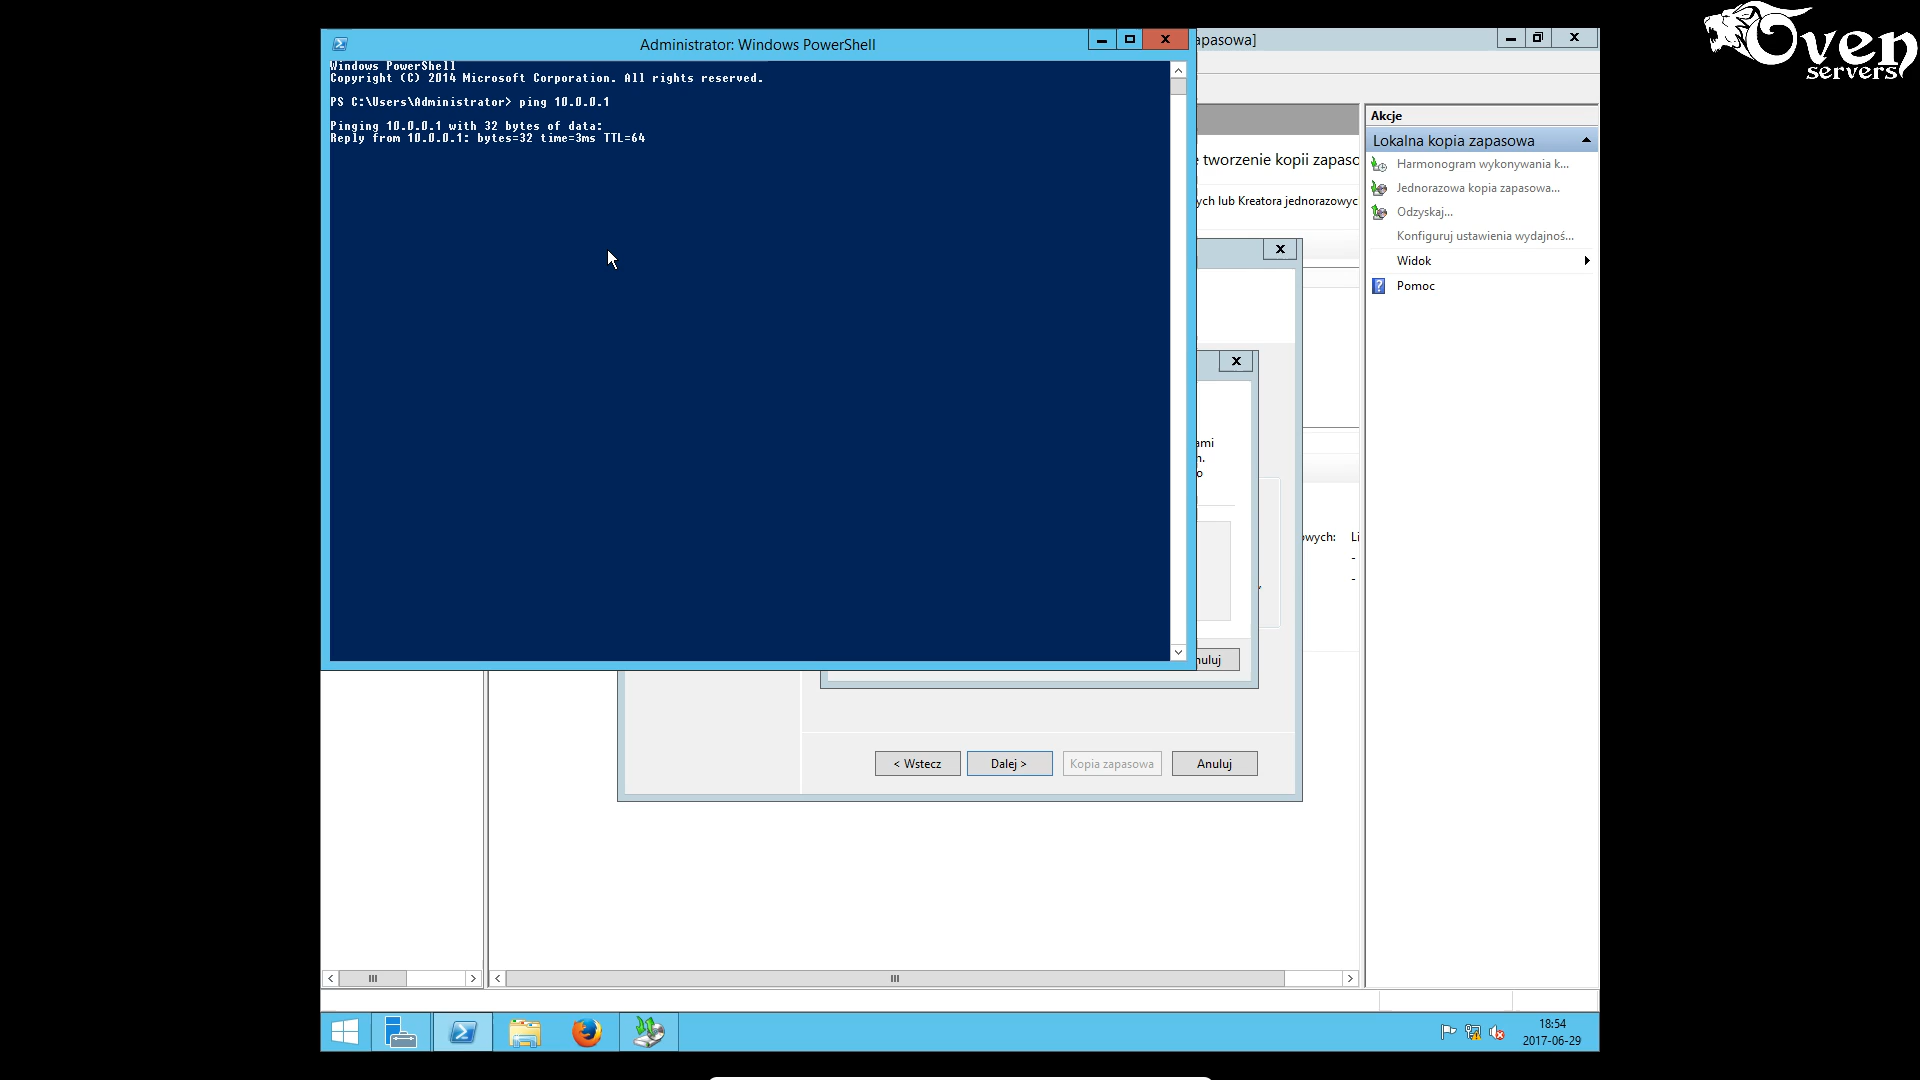 Oven
servers
Administrator: Windows PowerShell
apasowa]
Windows PowerShell
Copyright (C) 2014 Microsoft Corporation. All rights reserved.
PS C:\Users\Administrator> ping 10.0.0.1
Pinging 10.0.0.1 with 32 bytes of data:
Reply from 10.0.0.1: bytes=32 time=3ms TTL=64
tworzenie kopii zapaso
ych lub Kreatora jednorazowyc
ami
n.
o
owych: Li
-
-
nuluj
< Wstecz
Dalej >
Kopia zapasowa
Anuluj
Akcje
Lokalna kopia zapasowa
Harmonogram wykonywania k...
Jednorazowa kopia zapasowa...
Odzyskaj...
Konfiguruj ustawienia wydajnoś...
Widok
Pomoc
18:54
2017-06-29